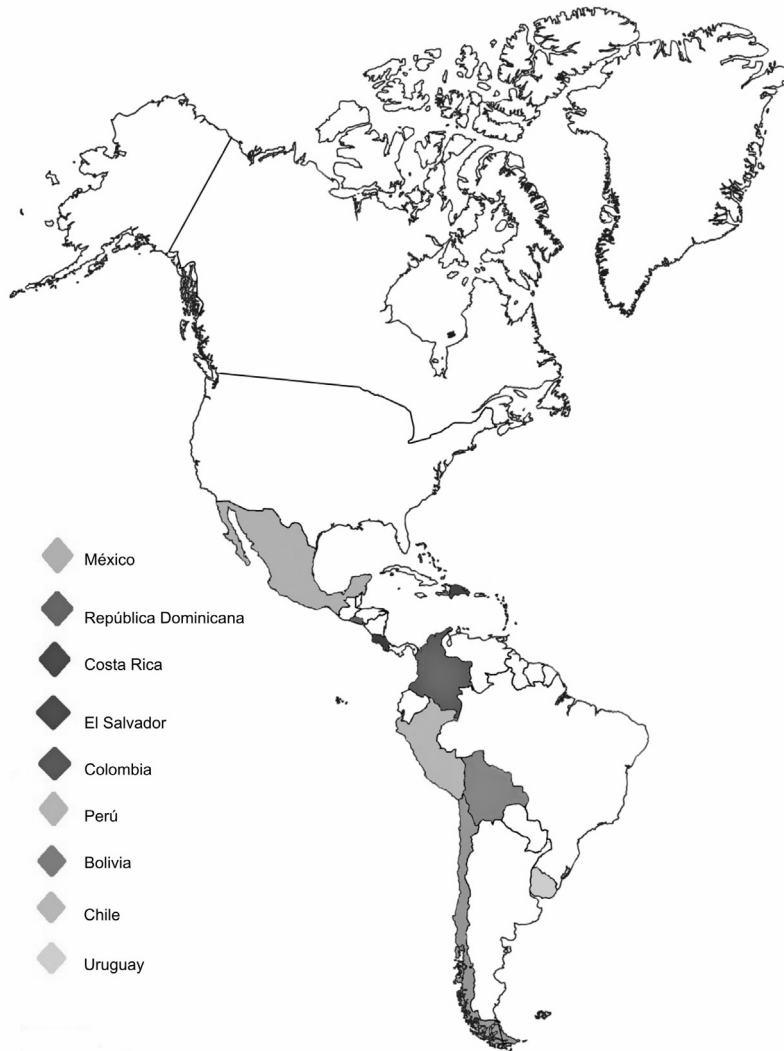 México
República Dominicana
Costa Rica
El Salvador
Colombia
Perú
Bolivia
Chile
Uruguay